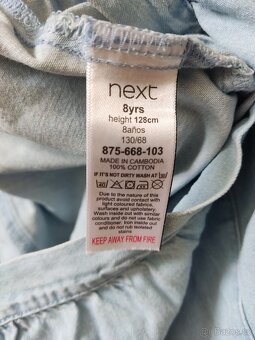 next
8yrs
height 128cm
8años
130/68
875-668-103
MADE IN CAMBODIA
100% COTTON
IF IT'S NOT DIRTY WASH AT 30
DUE TO THE nature of this
product avoid contact with
light coloured fabrics,
surfaces and upholstery.
Wash inside out with similar
colours and do not use
fabric conditioner. Iron inside
out and do not rub isolated
stains
KEEP AWAY FROM FIRE